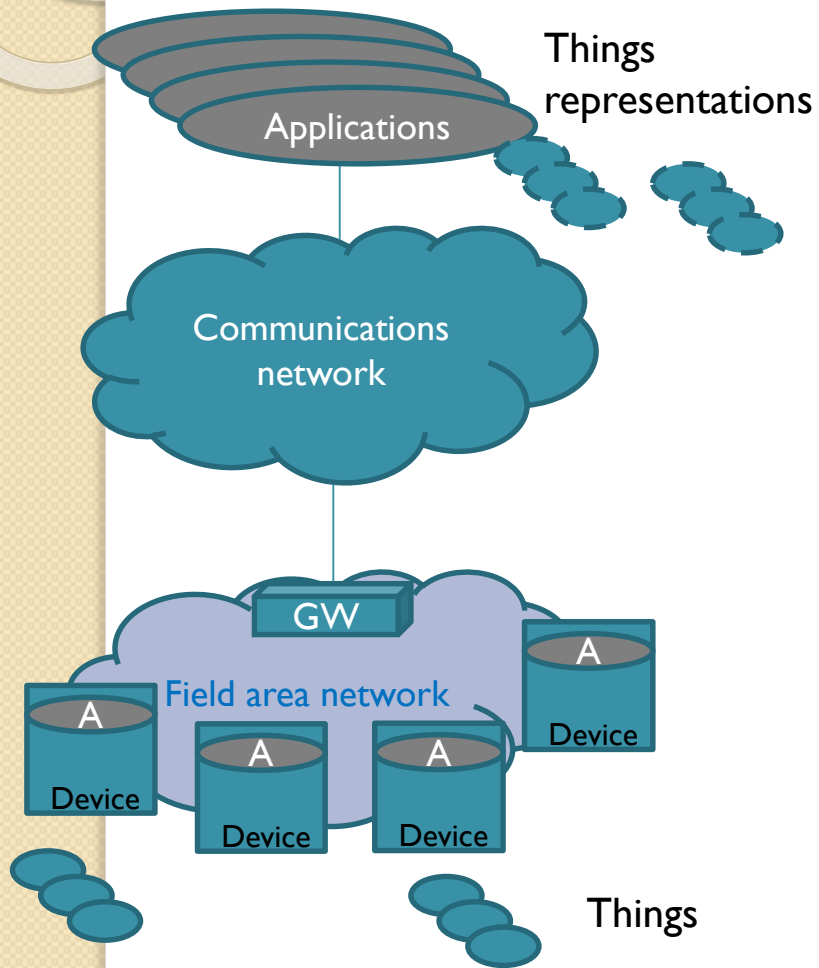 Things
representations
Applications
Communications
network
GW
A
Device
Field area network
A
Device
A
Device
A
Device
Things